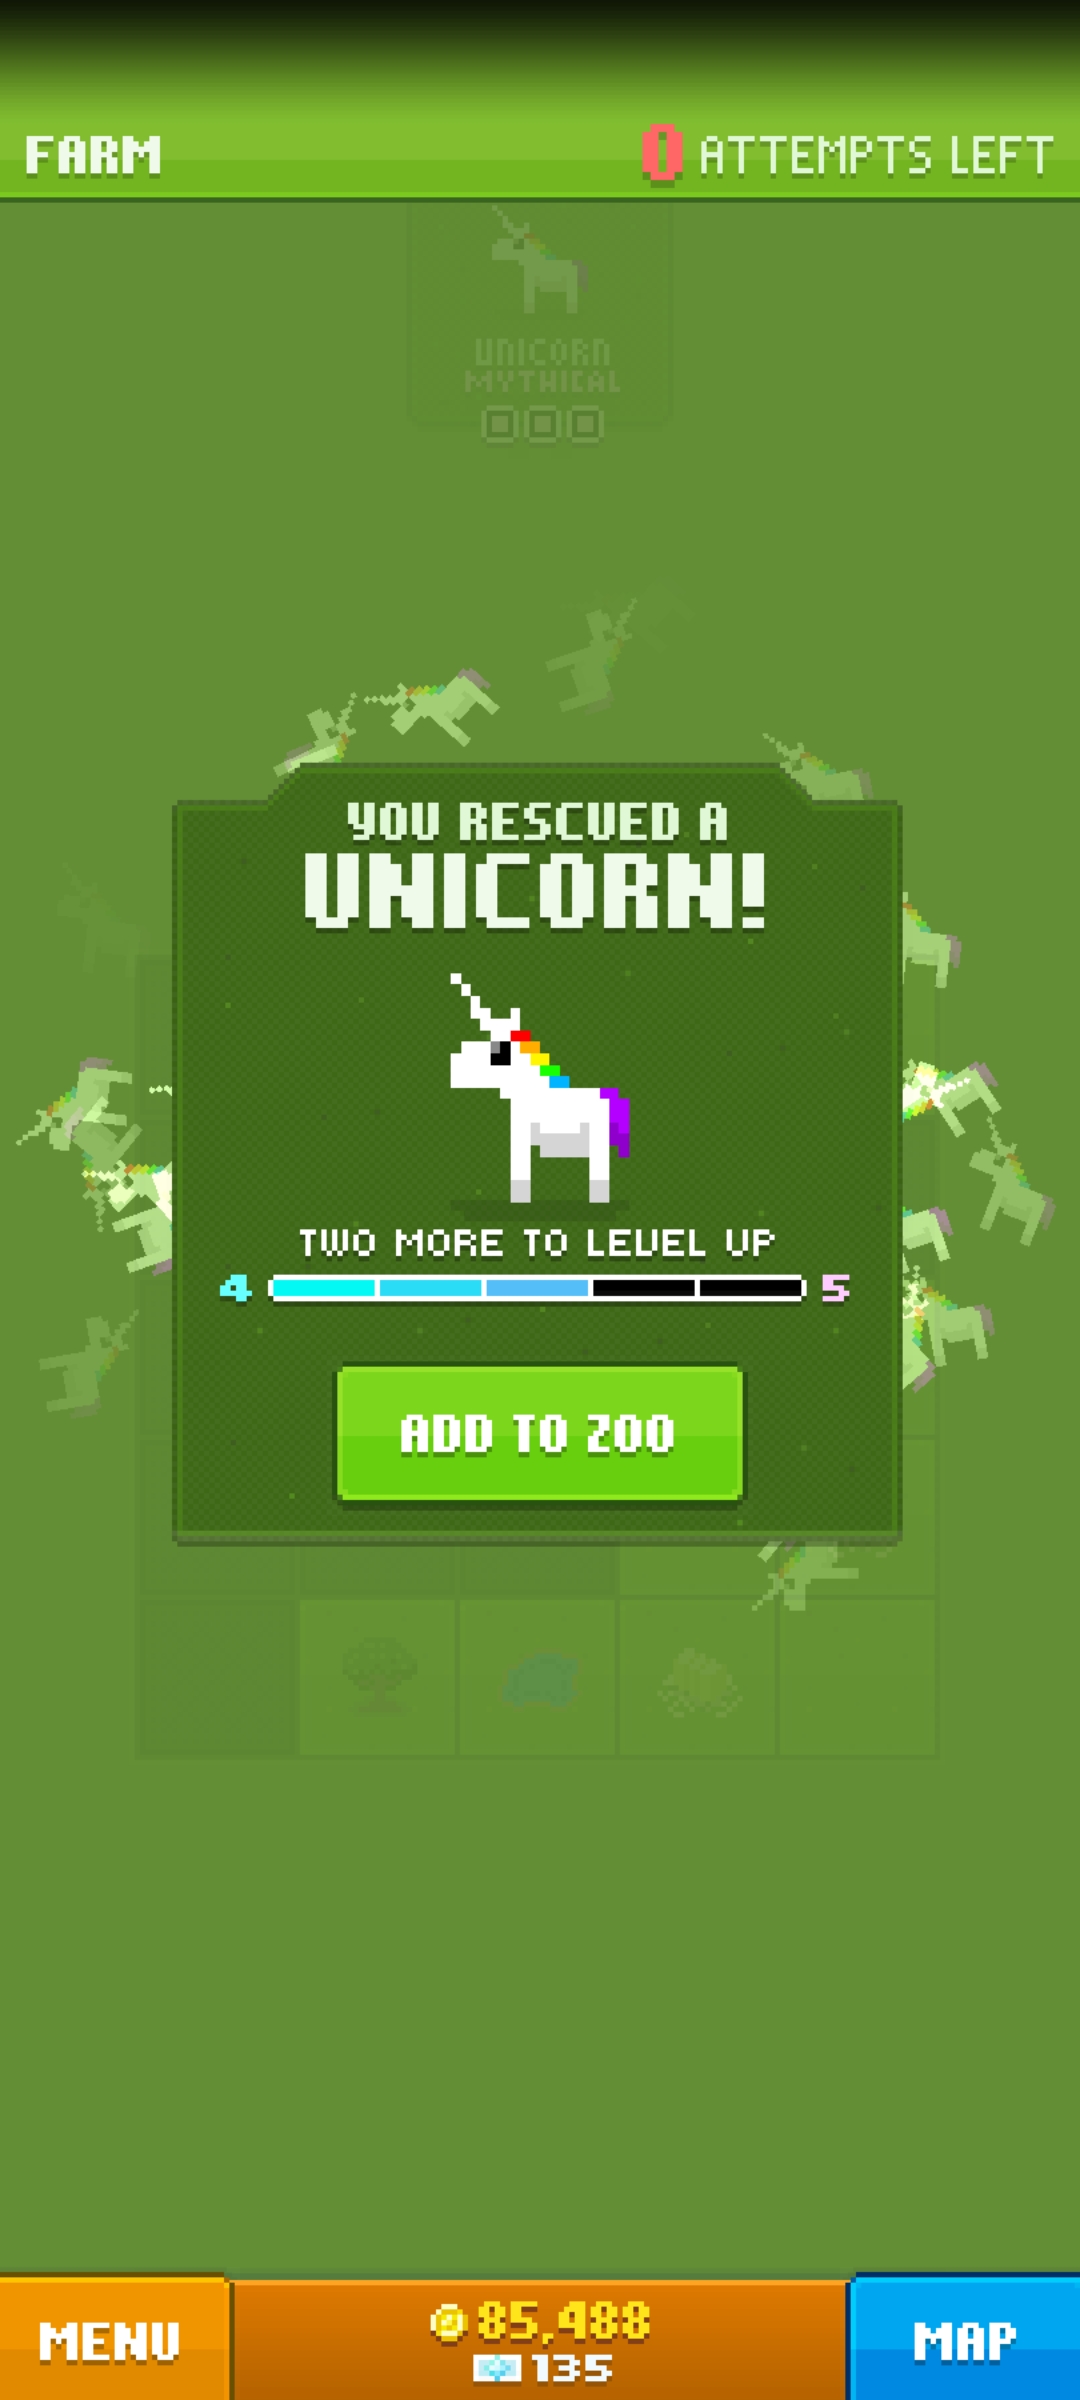 FARM
0 ATTEMPTS LEFT
UNICORN
MYTHICAL
YOU RESCUED A
UNICORN!
TWO MORE TO LEVEL UP
4 5
ADD TO ZOO
MENU
85,488
135
MAP